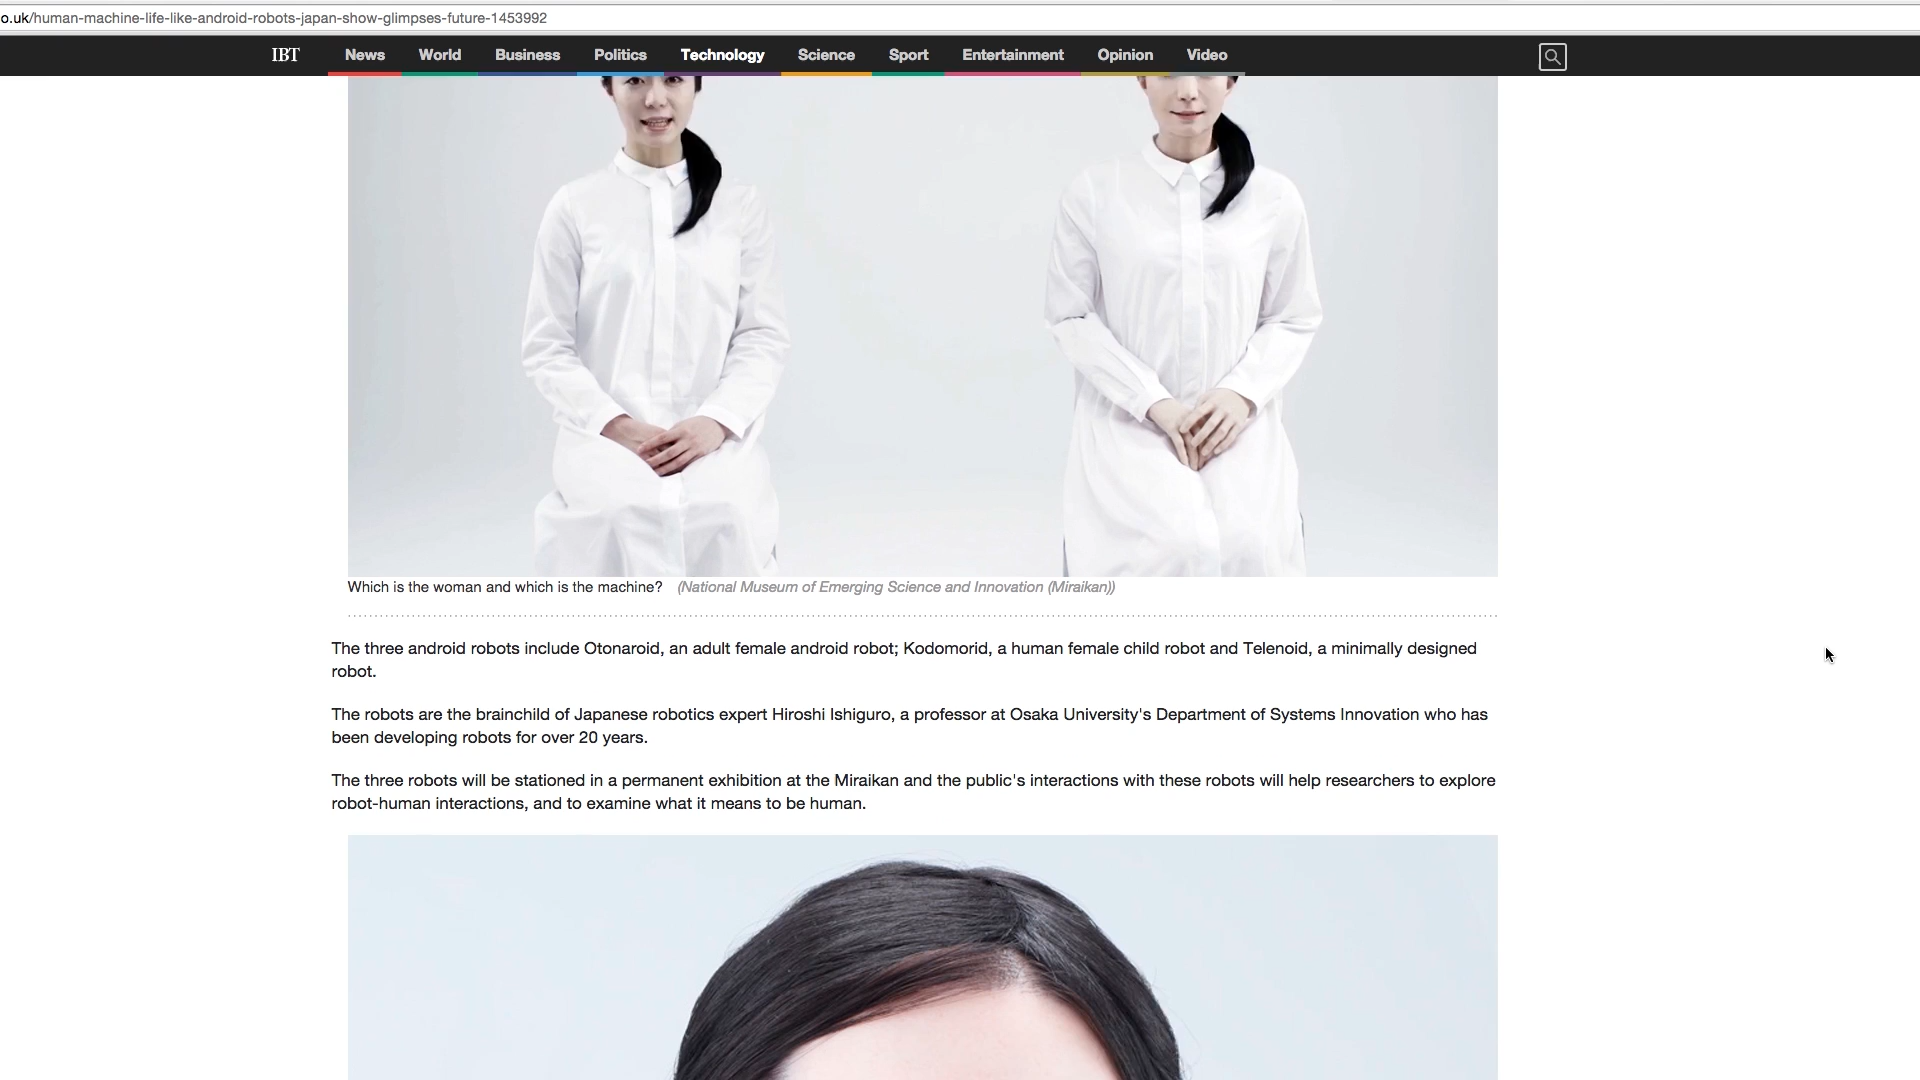 o.uk/human-machine-life-like-android-robots-japan-show-glimpses-future-1453992
IBT News World Business Politics Technology Science Sport Entertainment Opinion Video
Which is the woman and which is the machine? (National Museum of Emerging Science and Innovation (Miraikan))
The three android robots include Otonaroid, an adult female android robot; Kodomorid, a human female child robot and Telenoid, a minimally designed
robot.
The robots are the brainchild of Japanese robotics expert Hiroshi Ishiguro, a professor at Osaka University's Department of Systems Innovation who has
been developing robots for over 20 years.
The three robots will be stationed in a permanent exhibition at the Miraikan and the public's interactions with these robots will help researchers to explore
robot-human interactions, and to examine what it means to be human.